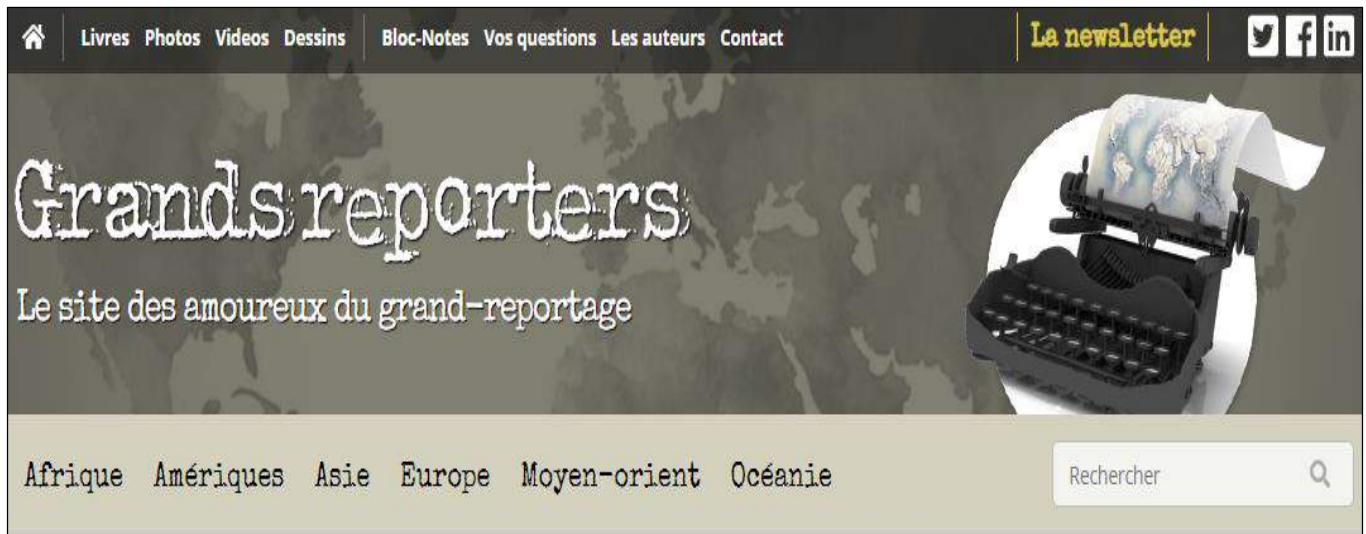 Livres Photos Videos Dessins Bloc-Notes Vos questions Les auteurs Contact La newsletter
Grands reporters
Le site des amoureux du grand-reportage
Afrique Amériques Asie Europe Moyen-orient Océanie Rechercher